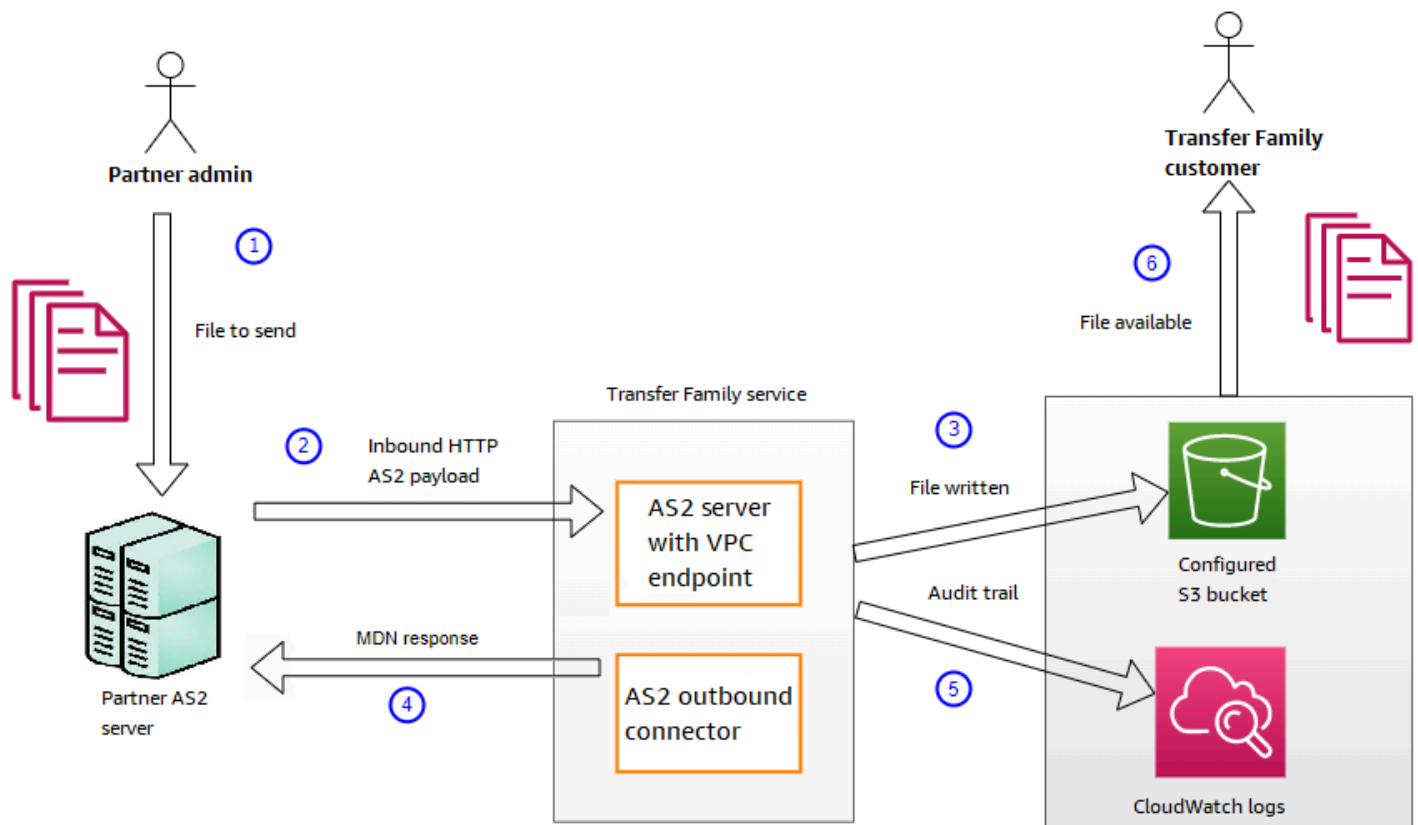 Partner admin
1
File to send
Transfer Family
customer
6
File available
Transfer Family service
2
Inbound HTTP
AS2 payload
AS2 server
with VPC
endpoint
3
File written
Configured
S3 bucket
Audit trail
MDN response
4
Partner AS2
server
AS2 outbound
connector
5
CloudWatch logs